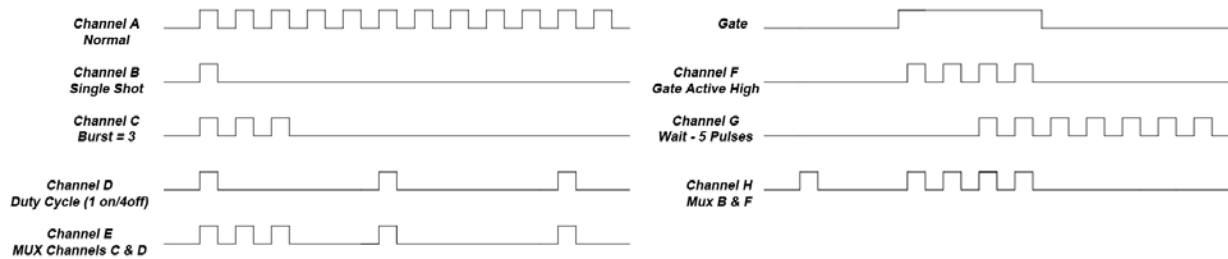 Channel A
Normal
Channel B
Single Shot
Channel C
Burst = 3
Channel D
Duty Cycle (1 on/4off)
Channel E
MUX Channels C & D
Gate
Channel F
Gate Active High
Channel G
Wait - 5 Pulses
Channel H
Mux B & F